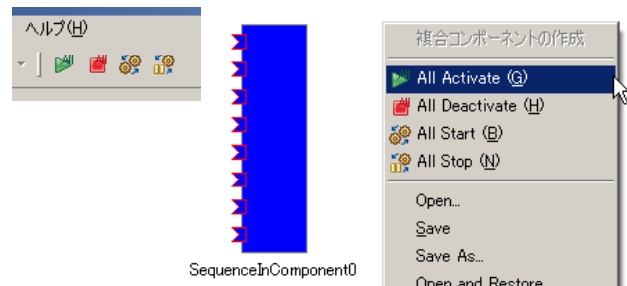 ヘルプ(H)
SequenceInComponent0
複合コンポーネントの作成
All Activate (G)
All Deactivate (H)
All Start (B)
All Stop (N)
Open...
Save
Save As...
Open and Restore